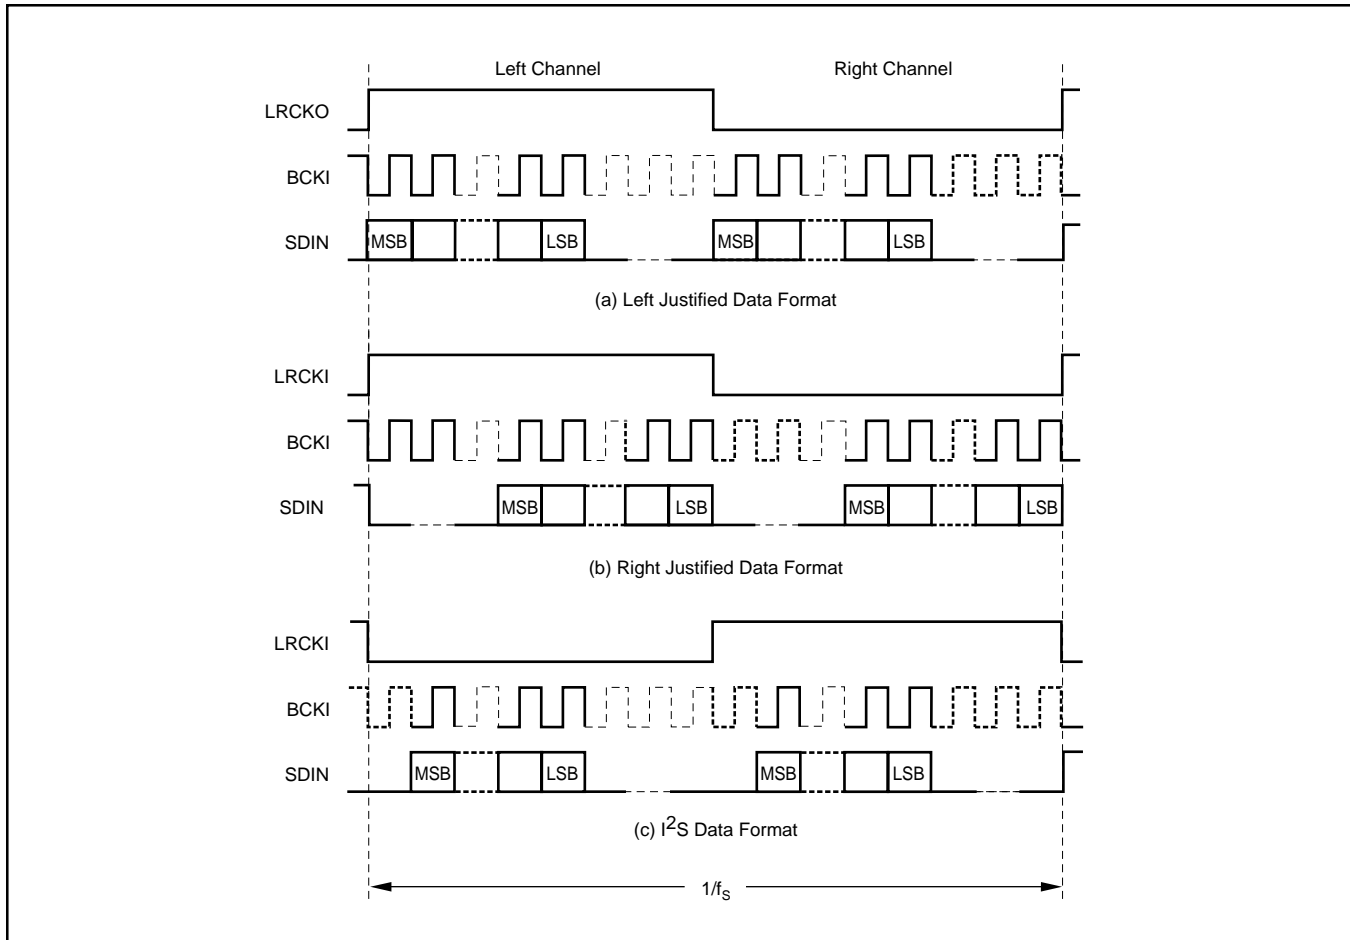 Left Channel Right Channel
LRCKO
BCKI
SDIN MSB LSB MSB LSB
(a) Left Justified Data Format
LRCKI
BCKI
SDIN MSB LSB MSB LSB
(b) Right Justified Data Format
LRCKI
BCKI
SDIN MSB LSB MSB LSB
(c) I²S Data Format
1/fS